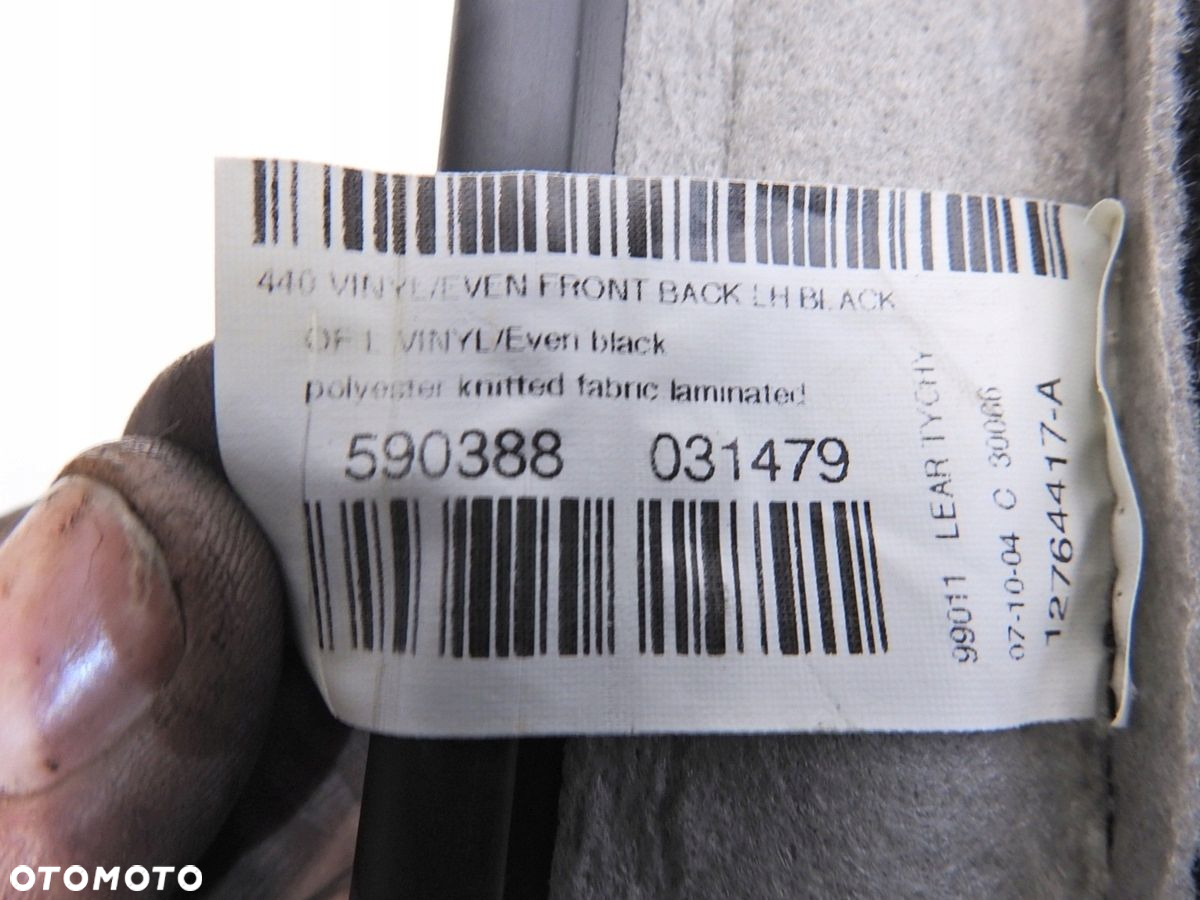 440 VINYL/EVEN FRONT BACK LH BLACK
VINYL/Even black
polyester knitted fabric laminated
590388 031479
99011 LEAR TYCHY
07-10-04 C 30066
12764417-A
OTOMOTO